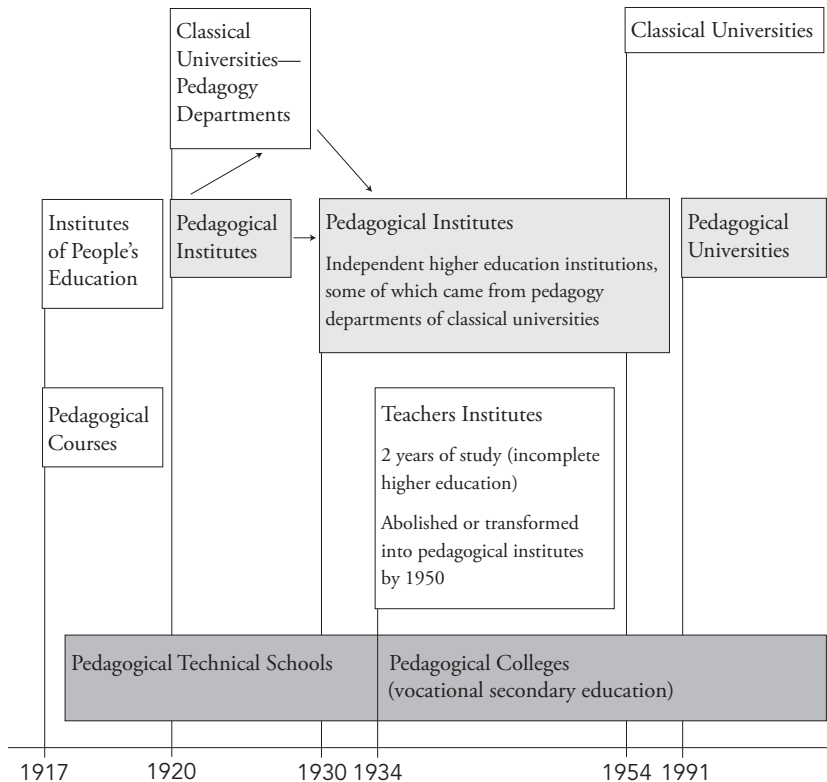 Classical
Universities—
Pedagogy
Departments
Classical Universities
Institutes
of People’s
Education
Pedagogical
Institutes
Pedagogical Institutes
Independent higher education institutions,
some of which came from pedagogy
departments of classical universities
Pedagogical
Universities
Pedagogical
Courses
Teachers Institutes
2 years of study (incomplete
higher education)
Abolished or transformed
into pedagogical institutes
by 1950
Pedagogical Technical Schools
Pedagogical Colleges
(vocational secondary education)
1917 1920 1930 1934 1954 1991